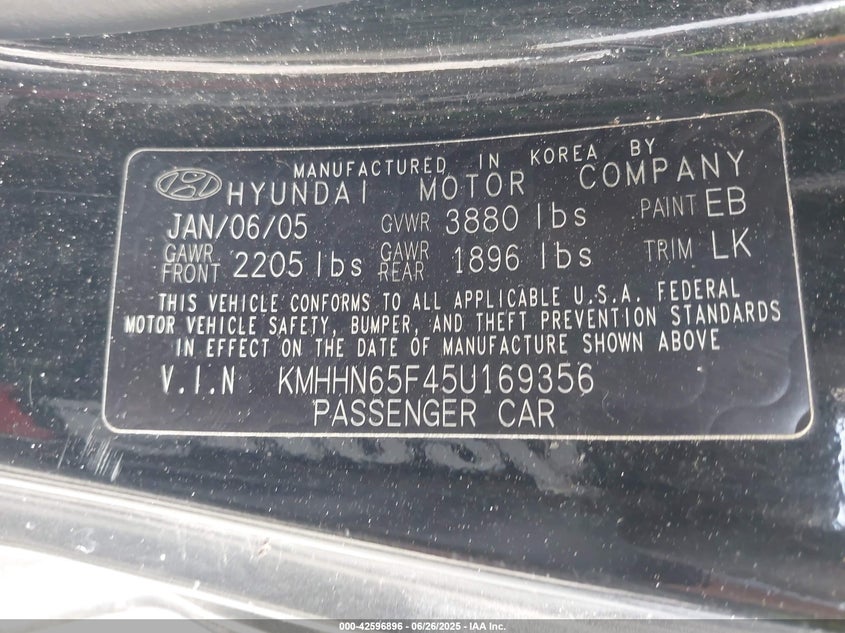 MANUFACTURED IN KOREA BY
HYUNDAI MOTOR COMPANY
JAN/06/05 GVWR 3880 lbs PAINT EB
GAWR FRONT 2205 lbs GAWR REAR 1896 lbs TRIM LK
THIS VEHICLE CONFORMS TO ALL APPLICABLE U.S.A. FEDERAL
MOTOR VEHICLE SAFETY, BUMPER, AND THEFT PREVENTION STANDARDS
IN EFFECT ON THE DATE OF MANUFACTURE SHOWN ABOVE
V.I.N KMHHN65F45U169356
PASSENGER CAR
000-42596896 - 06/26/2025 - IAA Inc.